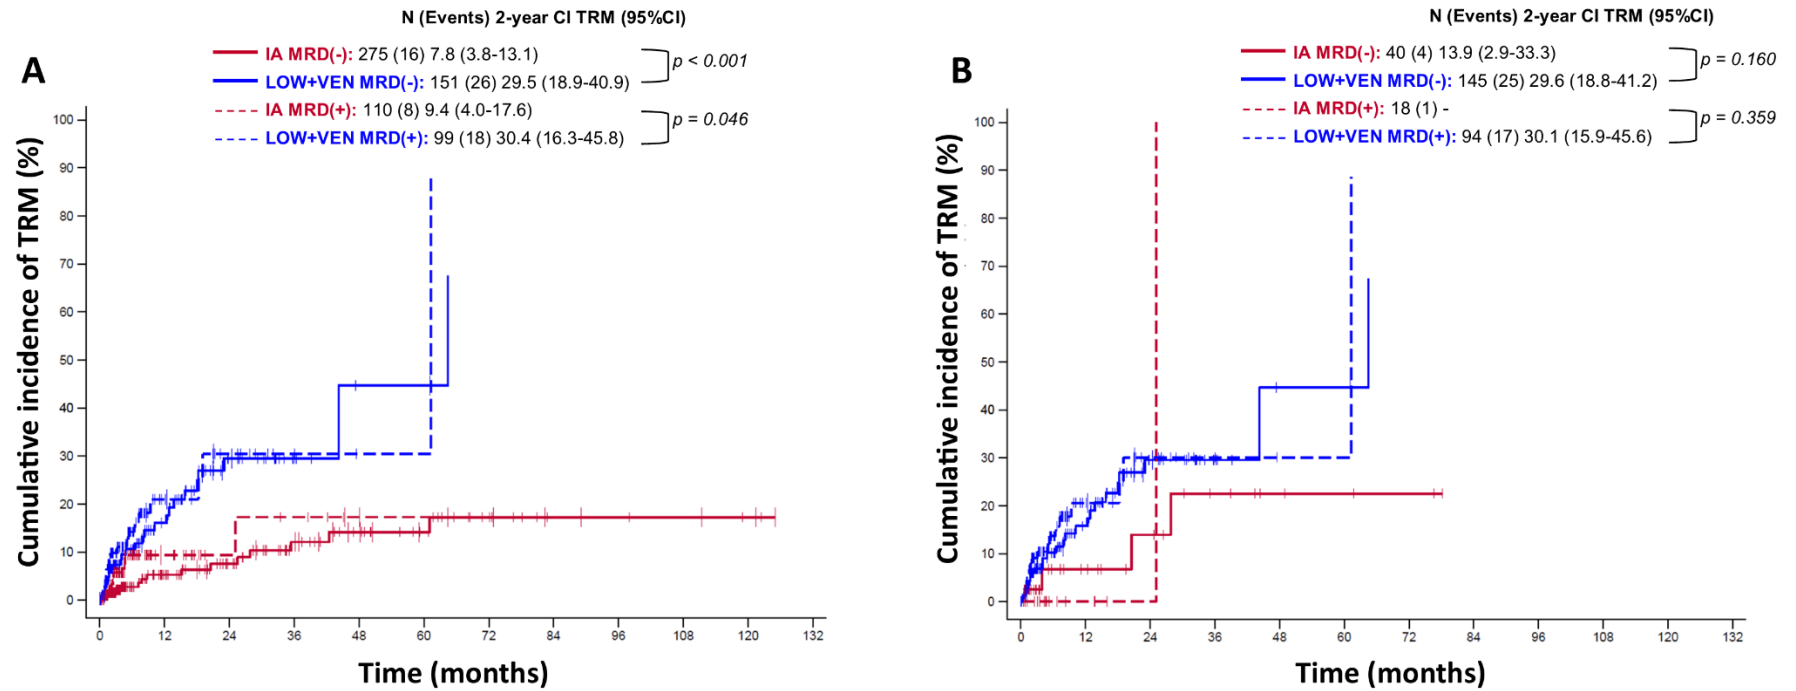 N (Events) 2-year CI TRM (95%CI)
IA MRD(-): 275 (16) 7.8 (3.8-13.1)
LOW+VEN MRD(-): 151 (26) 29.5 (18.9-40.9)
p < 0.001
IA MRD(+): 110 (8) 9.4 (4.0-17.6)
LOW+VEN MRD(+): 99 (18) 30.4 (16.3-45.8)
p = 0.046
A
Cumulative incidence of TRM (%)
100
90
80
70
60
50
40
30
20
10
0
0 12 24 36 48 60 72 84 96 108 120 132
Time (months)
N (Events) 2-year CI TRM (95%CI)
IA MRD(-): 40 (4) 13.9 (2.9-33.3)
LOW+VEN MRD(-): 145 (25) 29.6 (18.8-41.2)
p = 0.160
IA MRD(+): 18 (1) -
LOW+VEN MRD(+): 94 (17) 30.1 (15.9-45.6)
p = 0.359
B
Cumulative incidence of TRM (%)
100
90
80
70
60
50
40
30
20
10
0
0 12 24 36 48 60 72 84 96 108 120 132
Time (months)